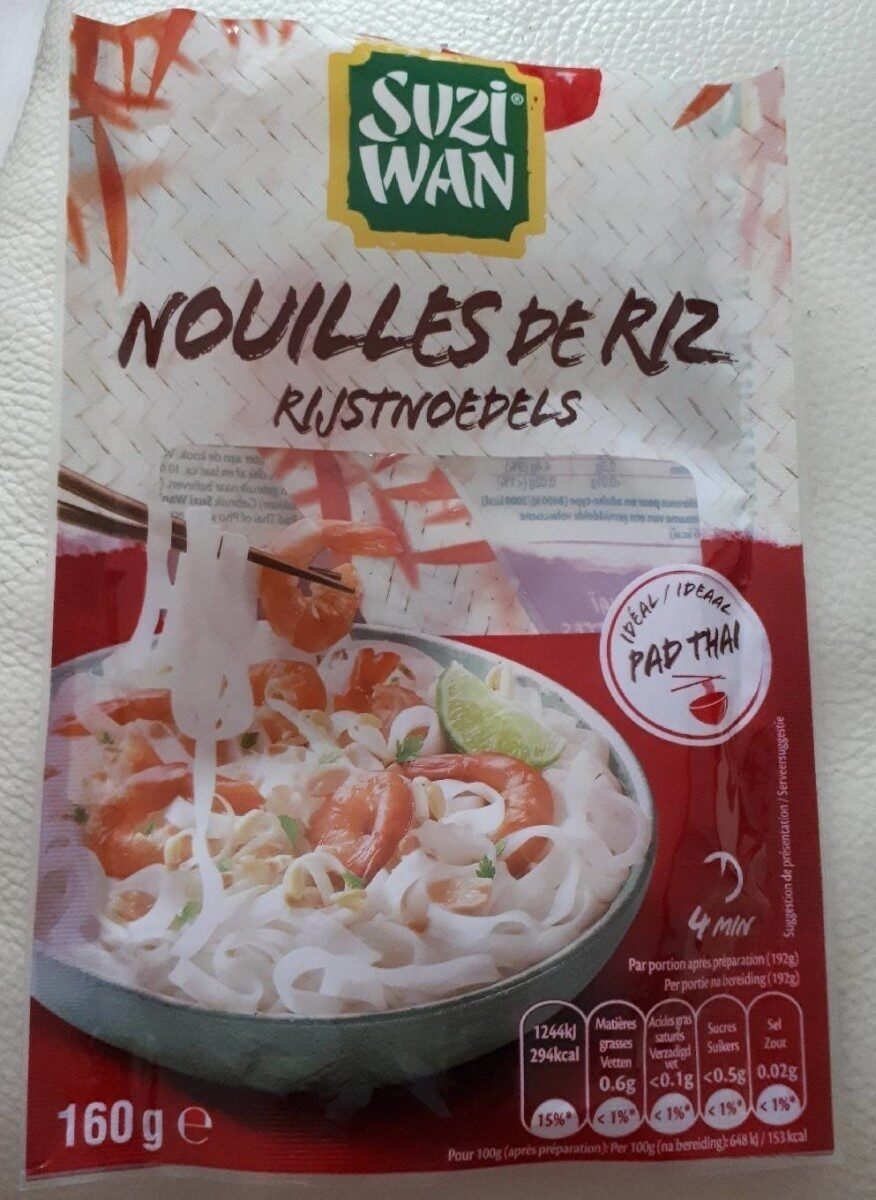 SUZI®
WAN
NOUILLES DE RIZ
RIJSTNOEDELS
IDÉAL / IDEAAL
PAD THAI
4 MIN
Suggestion de présentation / Serveersuggestie
Par portion après préparation (192g)
Per portie na bereiding (192g)
1244kJ
294kcal
15%*
Matières
grasses
Vetten
0.6g
< 1%*
Acides gras
saturés
Verzadigd
vet
<0.1g
< 1%*
Sucres
Suikers
<0.5g
< 1%*
Sel
Zout
0.02g
< 1%*
160 g e
Pour 100g (après préparation): Per 100g (na bereiding): 648 kJ / 153 kcal